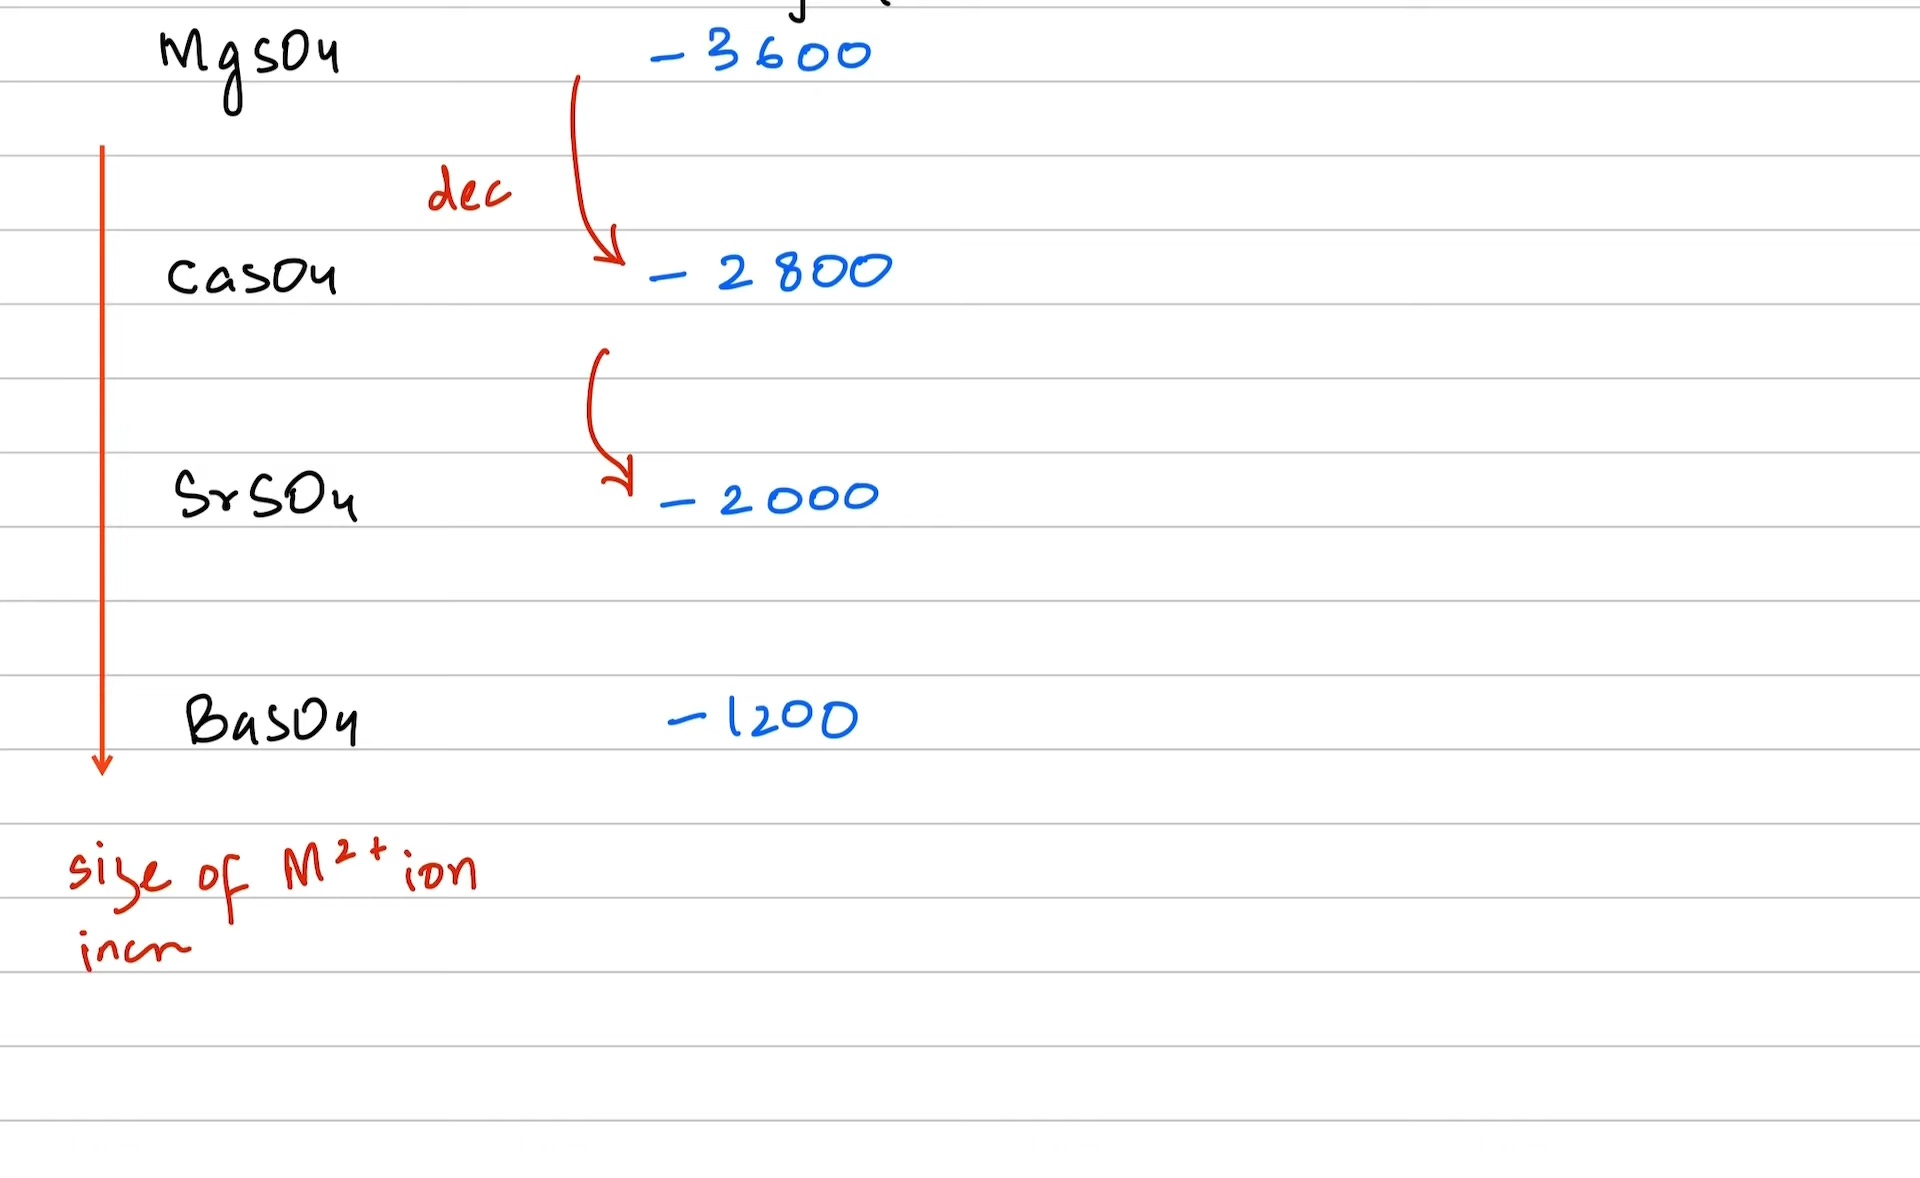 MgSO4 - 3600
dec
CaSO4 - 2800
SrSO4 - 2000
BaSO4 - 1200
size of M²⁺ ion
incr